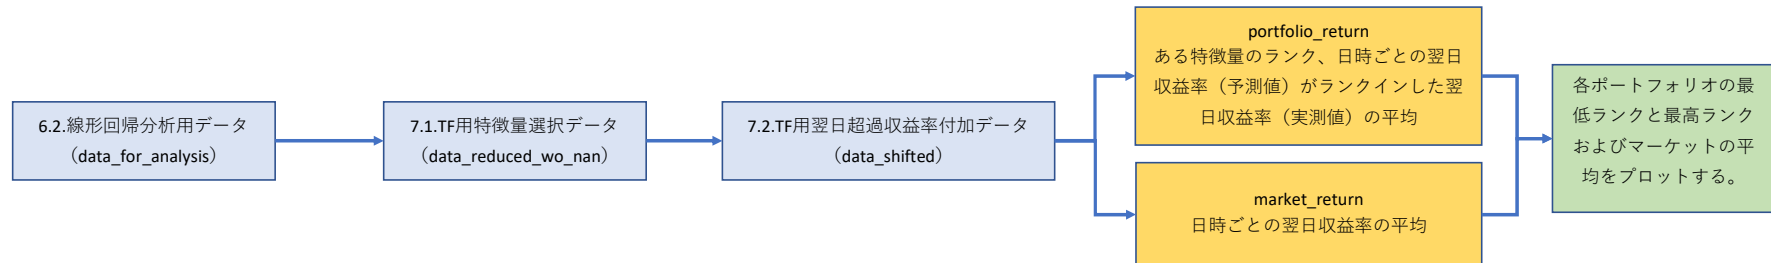 6.2.線形回帰分析用データ
（data_for_analysis）
7.1.TF用特徴量選択データ
（data_reduced_wo_nan）
7.2.TF用翌日超過収益率付加データ
（data_shifted）
portfolio_return
ある特徴量のランク、日時ごとの翌日
収益率（予測値）がランクインした翌
日収益率（実測値）の平均
market_return
日時ごとの翌日収益率の平均
各ポートフォリオの最
低ランクと最高ランク
およびマーケットの平
均をプロットする。